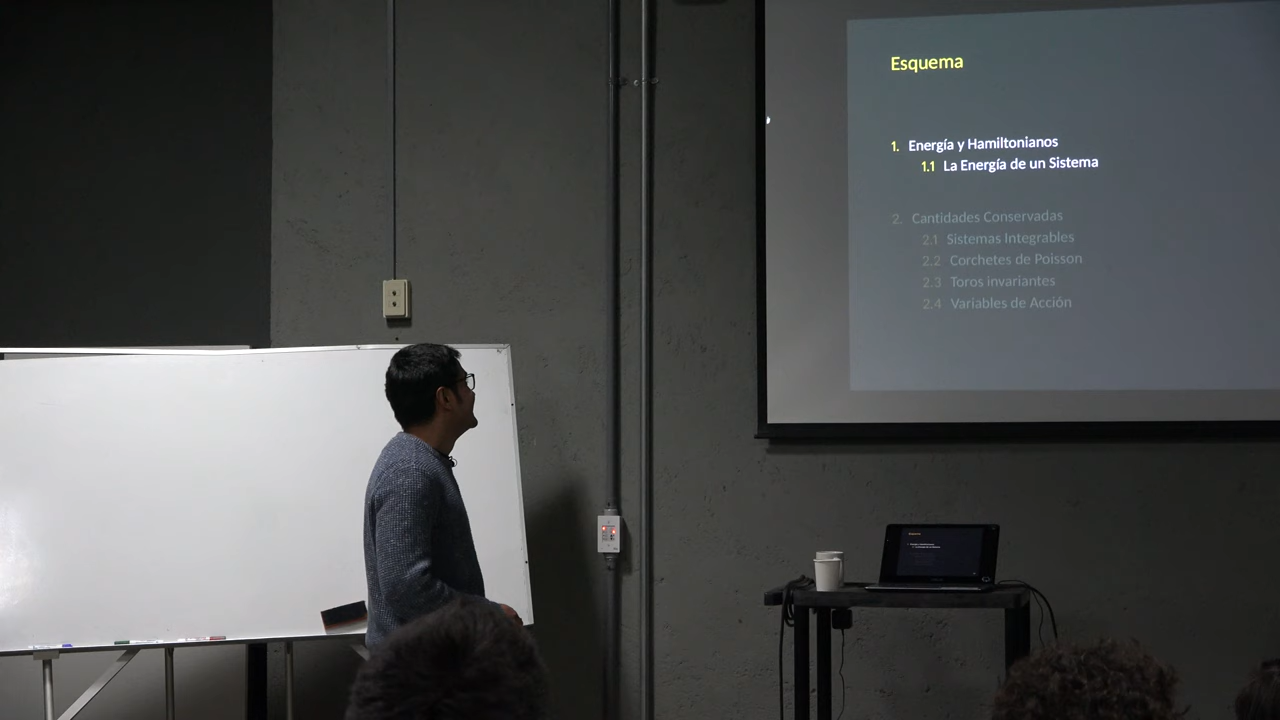 Esquema
1. Energía y Hamiltonianos
1.1 La Energía de un Sistema
2. Cantidades Conservadas
2.1 Sistemas Integrables
2.2 Corchetes de Poisson
2.3 Toros invariantes
2.4 Variables de Acción